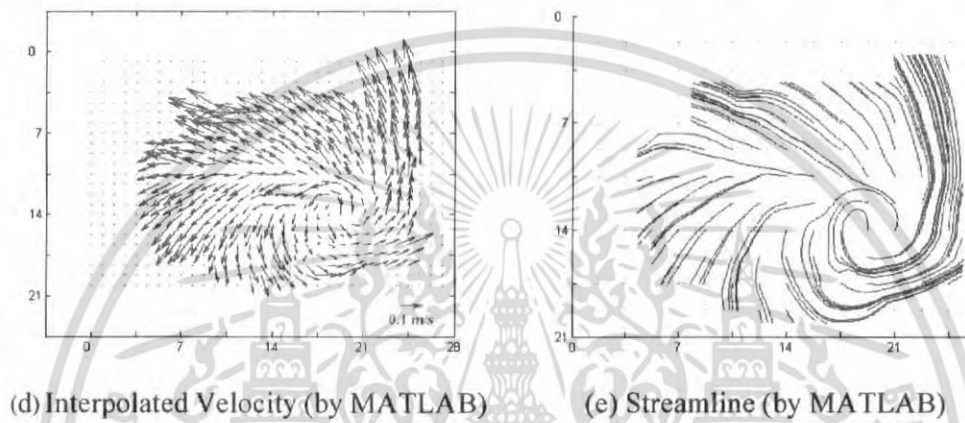 0
7
14
21
0 7 14 21 28
0.1 m/s
0
7
14
21
0 7 14 21
(d) Interpolated Velocity (by MATLAB) (e) Streamline (by MATLAB)